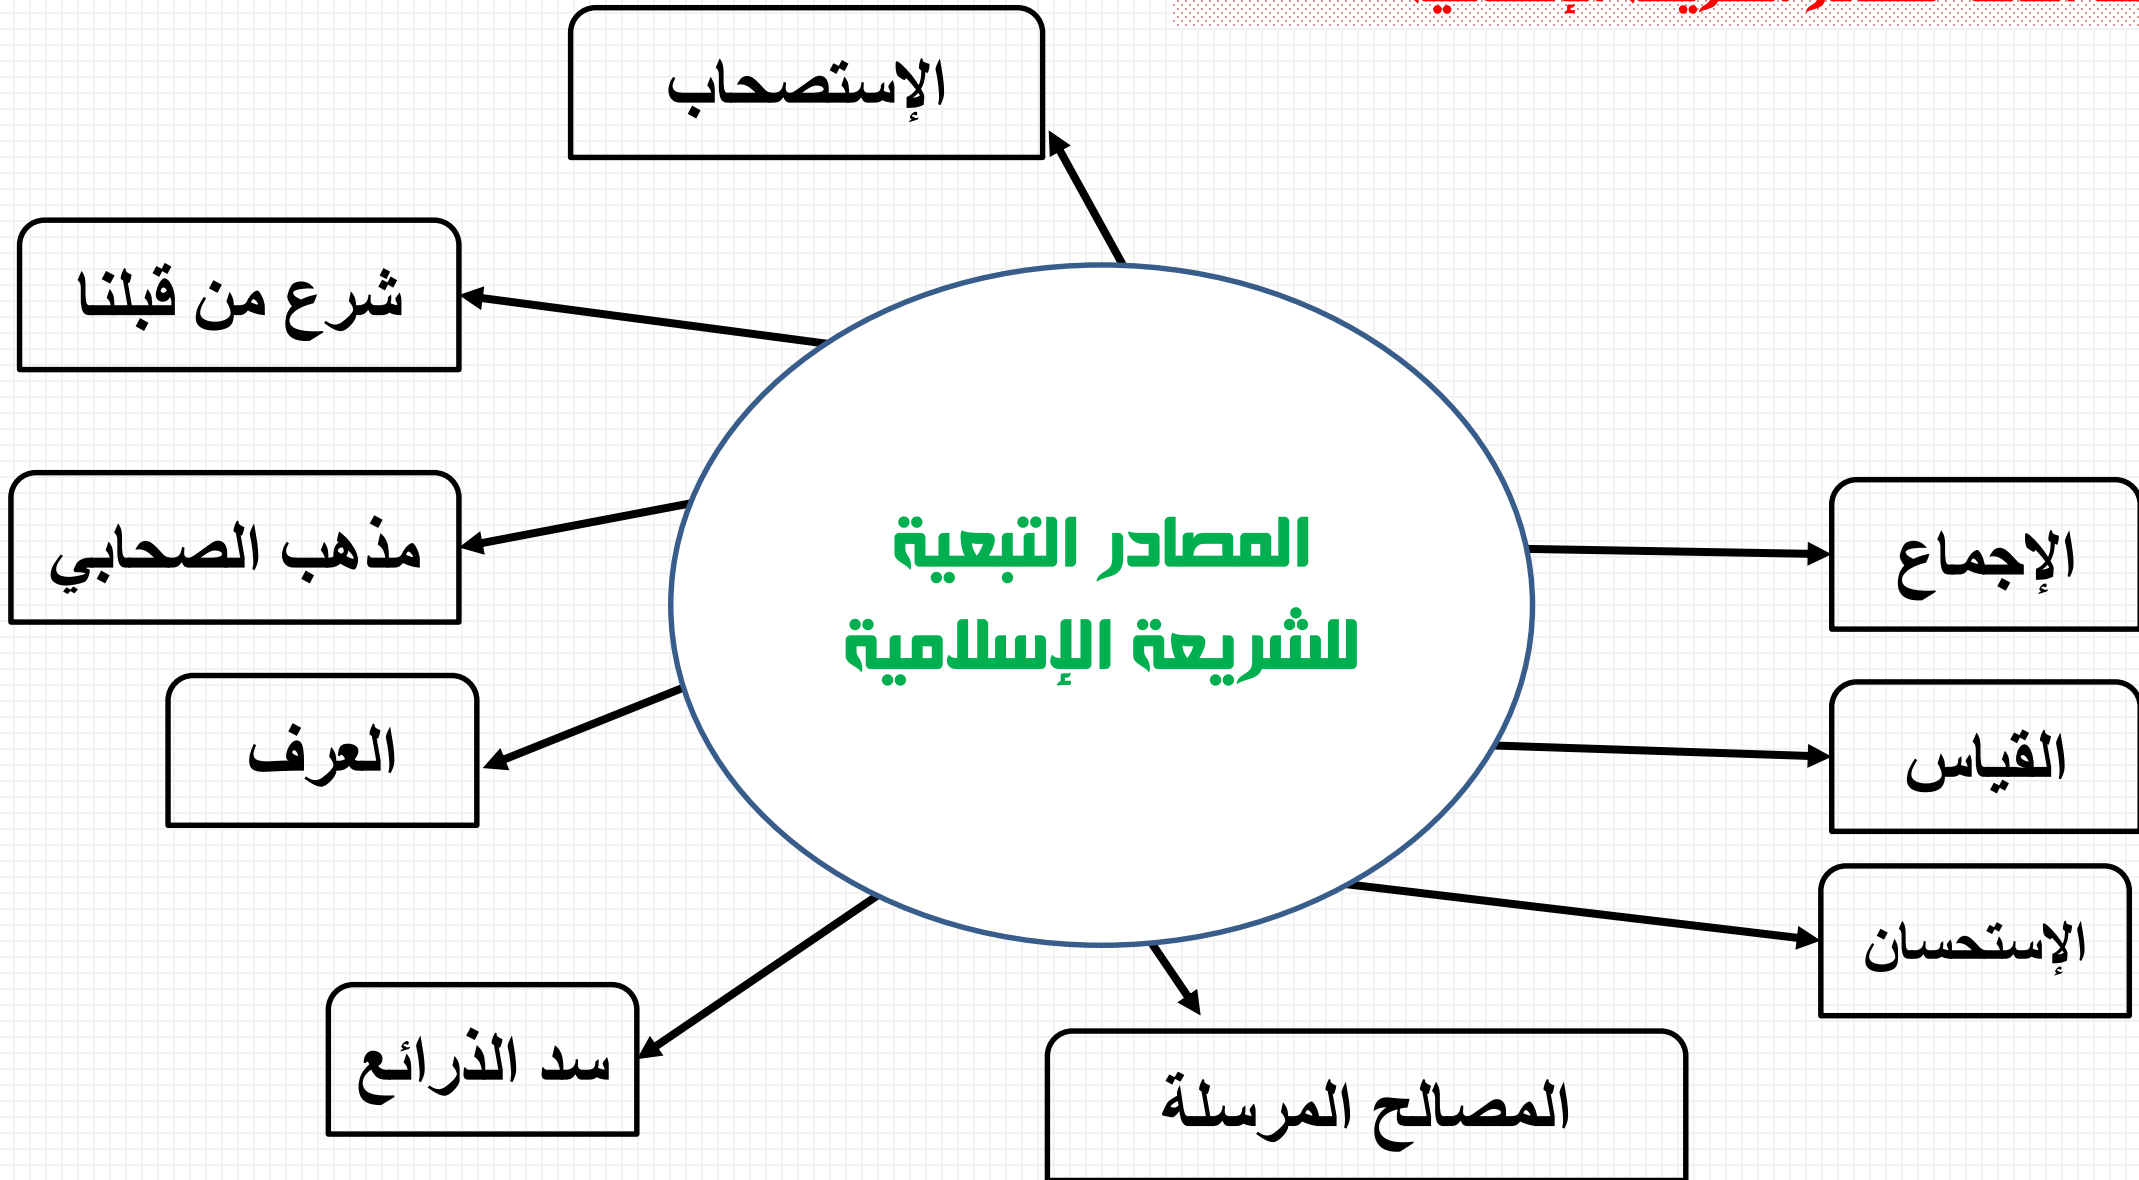 الإستصحاب
شرع من قبلنا
مذهب الصحابي
الإجماع
المصادر التبعية
للشريعة الإسلامية
القياس
العرف
الإستحسان
سد الذرائع
المصالح المرسلة